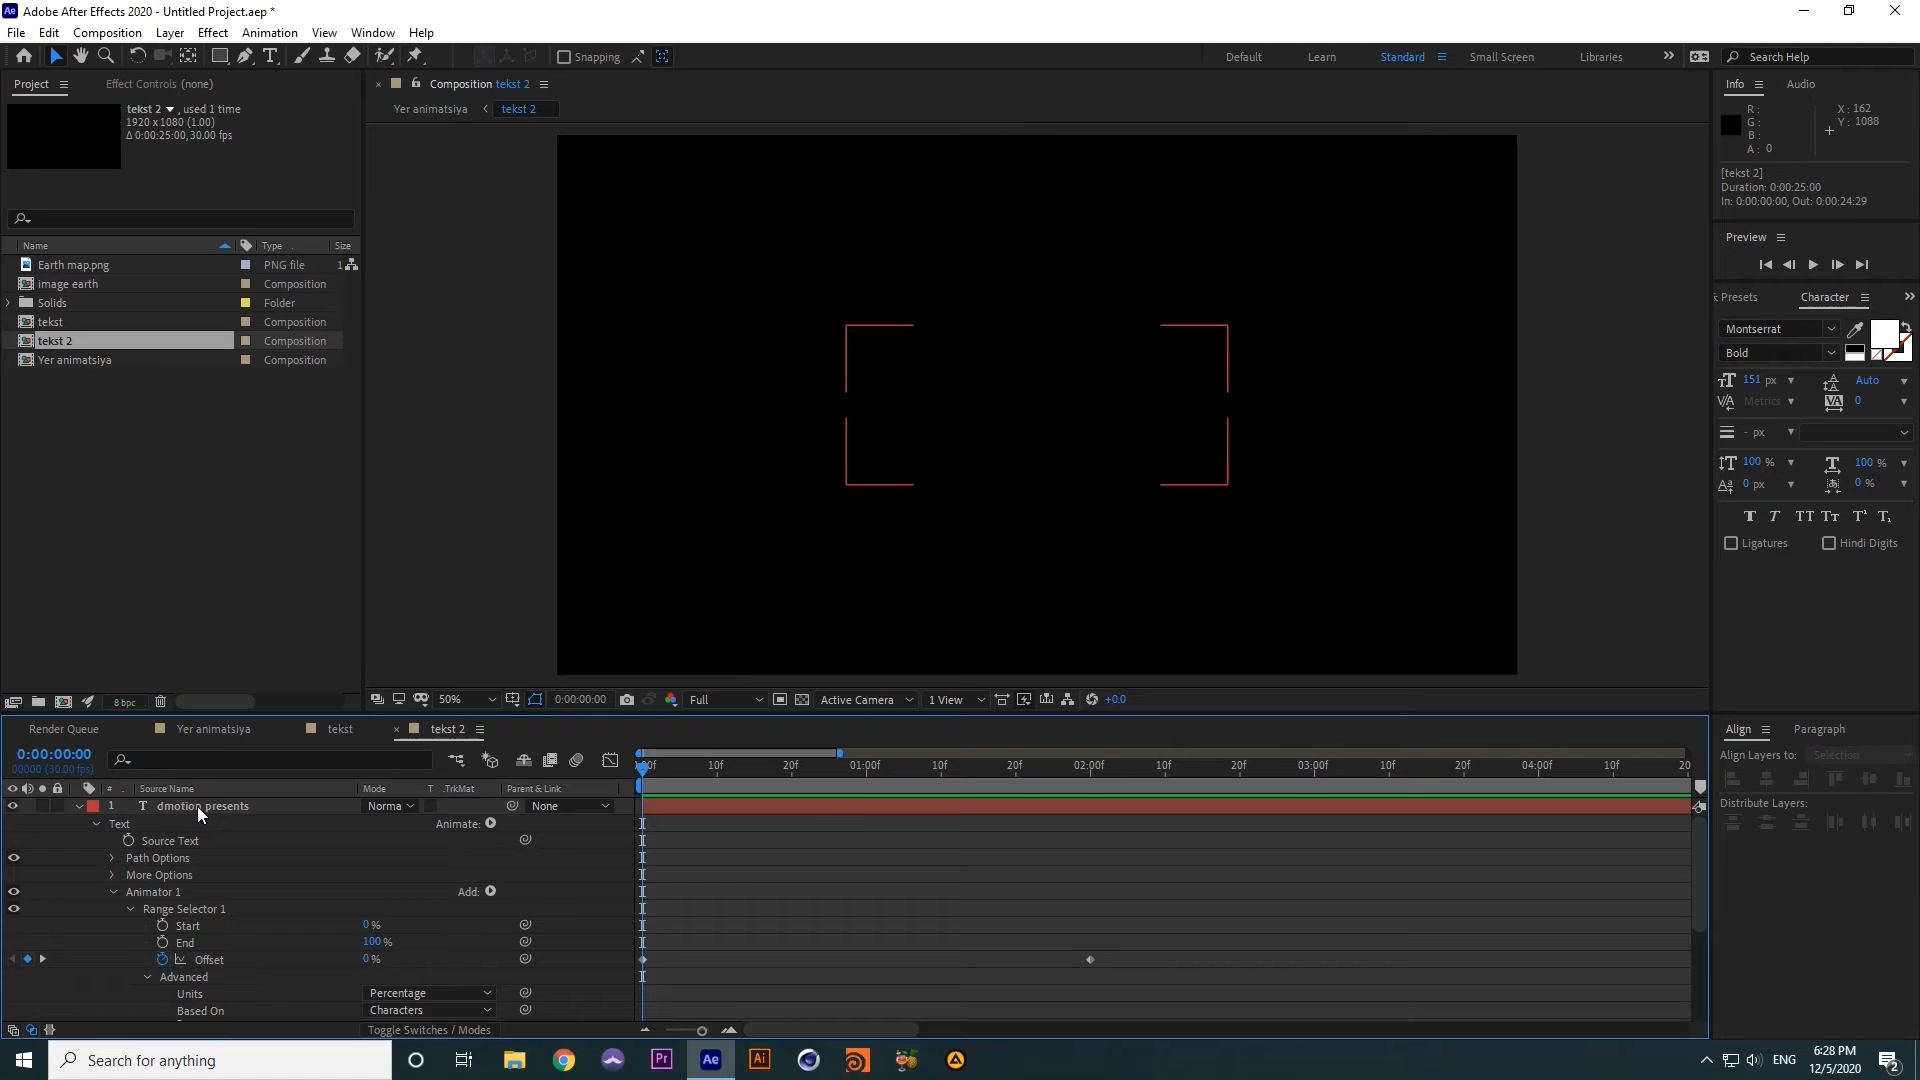 Adobe After Effects 2020 - Untitled Project.aep *
File Edit Composition Layer Effect Animation View Window Help
Snapping
Default Learn Standard Small Screen Libraries Search Help
Project Effect Controls (none)
tekst 2 , used 1 time
1920 x 1080 (1.00)
Δ 0:00:25:00, 30.00 fps
Name Type Size
Earth map.png PNG file 1
image earth Composition
Solids Folder
tekst Composition
tekst 2 Composition
Yer animatsiya Composition
8 bpc
Composition tekst 2
Yer animatsiya tekst 2
50% 0:00:00:00 Full Active Camera 1 View +0.0
Info Audio
R : X : 162
G : Y : 1088
B :
A : 0
[tekst 2]
Duration: 0:00:25:00
In: 0:00:00:00, Out: 0:00:24:29
Preview
Presets Character
Montserrat
Bold
151 px Auto
Metrics 0
- px
100 % 100 %
0 px 0 %
Ligatures Hindi Digits
Align Paragraph
Align Layers to: Selection
Distribute Layers:
Render Queue Yer animatsiya tekst tekst 2
0:00:00:00
00000 (30.00 fps)
10f 20f 01:00f 10f 20f 02:00f 10f 20f 03:00f 10f 20f 04:00f 10f 20
# Source Name Mode T .TrkMat Parent & Link
1 T dmotion presents Norma None
Text Animate:
Source Text
Path Options
More Options
Animator 1 Add:
Range Selector 1
Start 0 %
End 100 %
Offset 0 %
Advanced
Units Percentage
Based On Characters
Toggle Switches / Modes
Search for anything
ENG
6:28 PM
12/5/2020
2